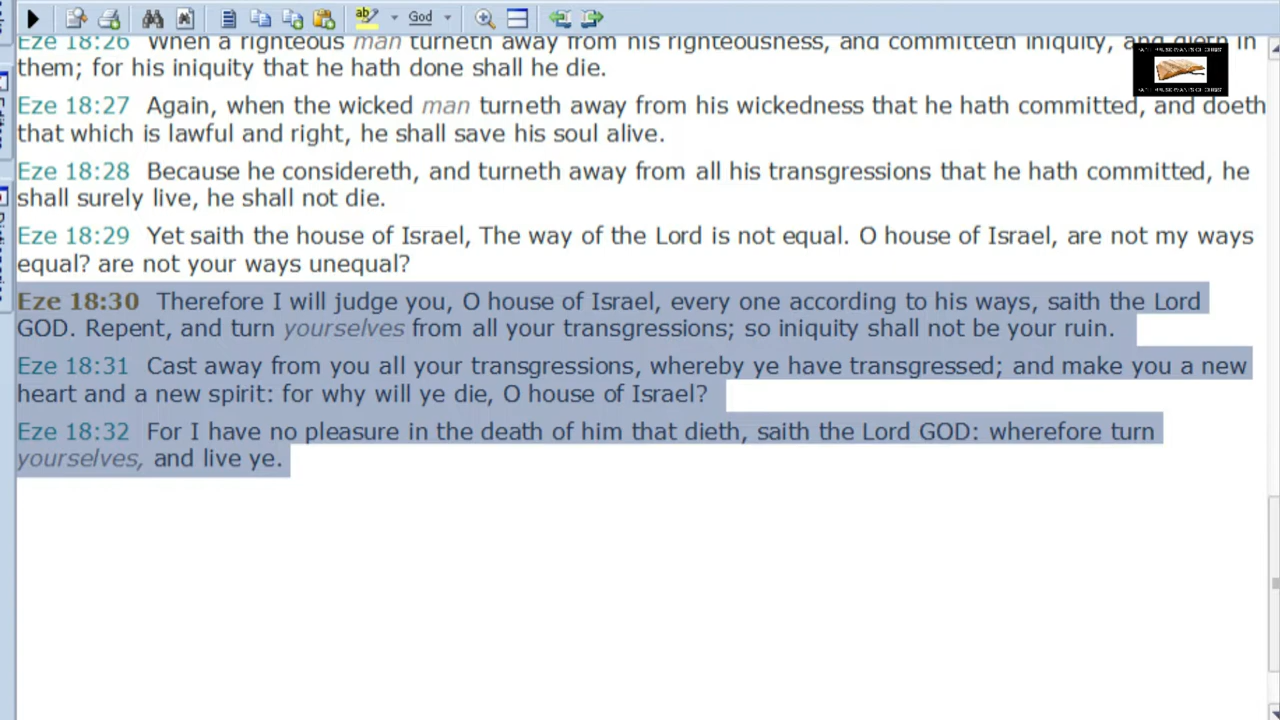 God
Eze 18:26 When a righteous man turneth away from his righteousness, and committeth iniquity, and dieth in
them; for his iniquity that he hath done shall he die.
Eze 18:27 Again, when the wicked man turneth away from his wickedness that he hath committed, and doeth
that which is lawful and right, he shall save his soul alive.
Eze 18:28 Because he considereth, and turneth away from all his transgressions that he hath committed, he
shall surely live, he shall not die.
Eze 18:29 Yet saith the house of Israel, The way of the Lord is not equal. O house of Israel, are not my ways
equal? are not your ways unequal?
Eze 18:30 Therefore I will judge you, O house of Israel, every one according to his ways, saith the Lord
GOD. Repent, and turn yourselves from all your transgressions; so iniquity shall not be your ruin.
Eze 18:31 Cast away from you all your transgressions, whereby ye have transgressed; and make you a new
heart and a new spirit: for why will ye die, O house of Israel?
Eze 18:32 For I have no pleasure in the death of him that dieth, saith the Lord GOD: wherefore turn
yourselves, and live ye.